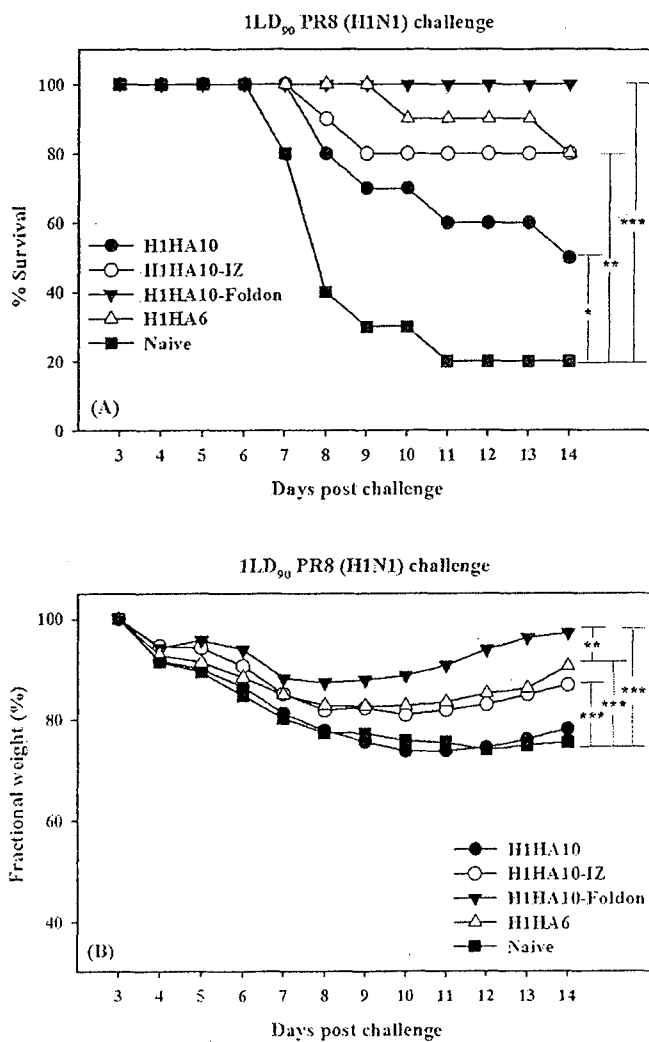 1LD90 PR8 (H1N1) challenge
100
80
60
40
20
0
% Survival
H1HA10
H1HA10-IZ
H1HA10-Foldon
H1HA6
Naive
*
**
***
(A)
3 4 5 6 7 8 9 10 11 12 13 14
Days post challenge
1LD90 PR8 (H1N1) challenge
100
80
60
40
Fractional weight (%)
**
***
***
***
H1HA10
H1HA10-IZ
H1HA10-Foldon
H1HA6
Naive
(B)
3 4 5 6 7 8 9 10 11 12 13 14
Days post challenge